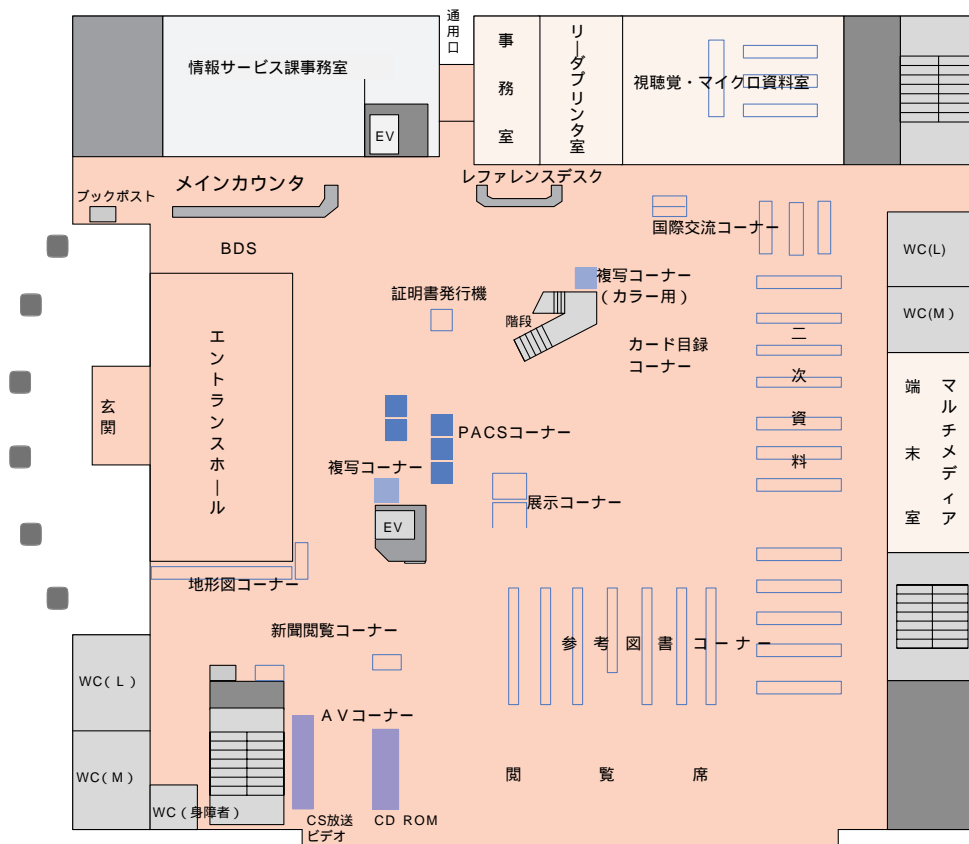 通用口
情報サービス課事務室
事務室
リーダプリンタ室
視聴覚・マイクロ資料室
EV
メインカウンタ
レファレンスデスク
ブックポスト
国際交流コーナー
BDS
WC(L)
複写コーナー
(カラー用)
証明書発行機
WC(M)
階段
カード目録
コーナー
エントランスホール
二次資料
玄関
マルチメディア
端末室
PACSコーナー
複写コーナー
展示コーナー
EV
地形図コーナー
新聞閲覧コーナー
参考図書コーナー
WC(L)
AVコーナー
WC(M)
閲覧席
WC(身障者)
CS放送
ビデオ
CD ROM